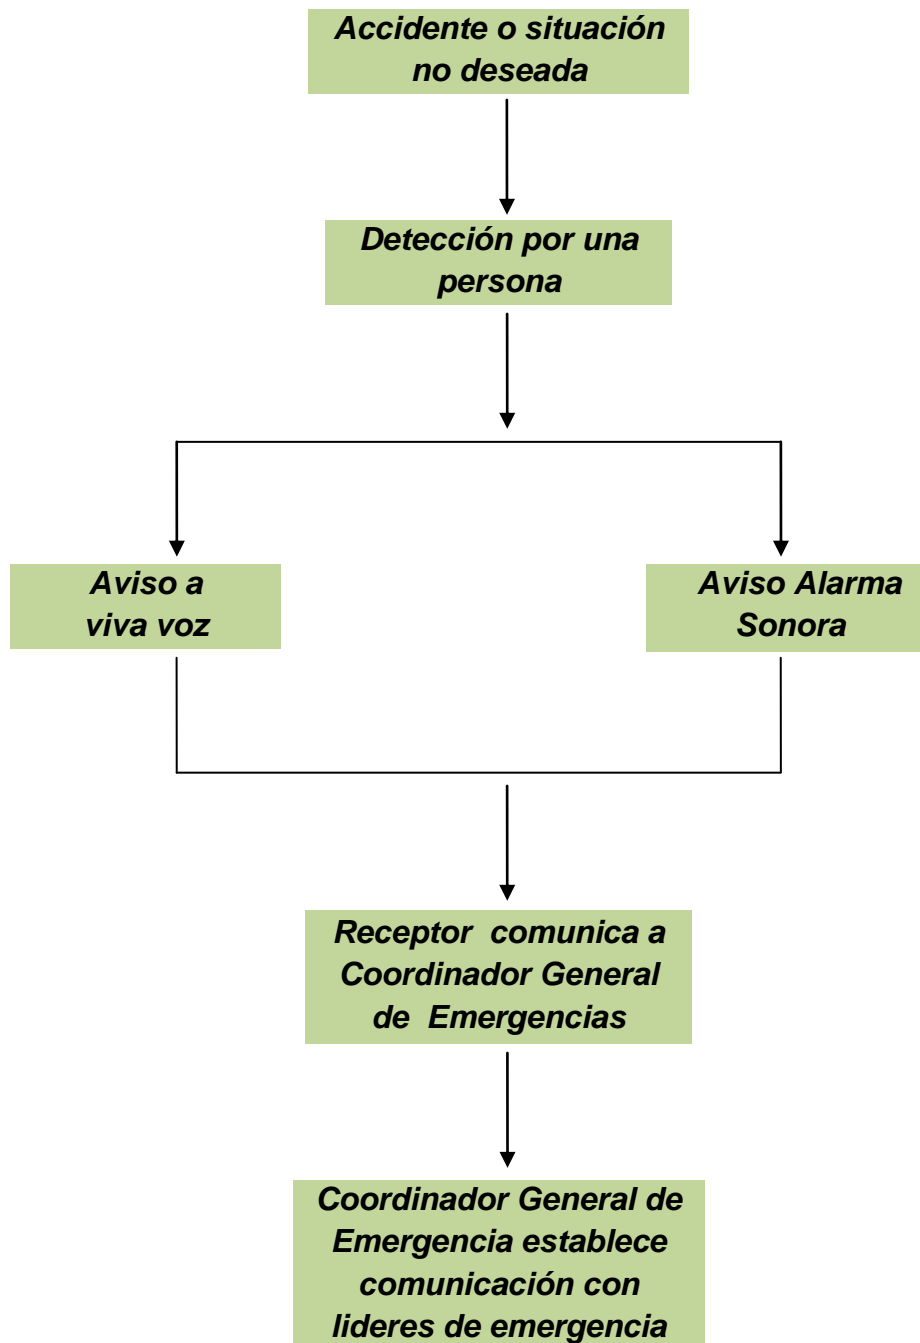 Accidente o situación
no deseada
Detección por una
persona
Aviso a
viva voz
Aviso Alarma
Sonora
Receptor comunica a
Coordinador General
de Emergencias
Coordinador General de
Emergencia establece
comunicación con
lideres de emergencia